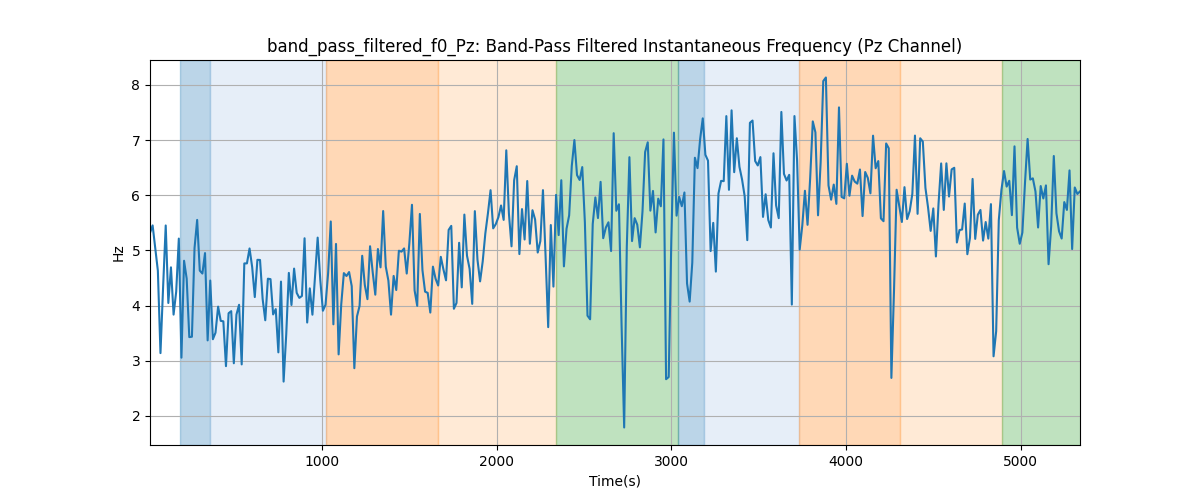 band_pass_filtered_f0_Pz: Band-Pass Filtered Instantaneous Frequency (Pz Channel)
8
7
6
5
4
3
2
Hz
1000 2000 3000 4000 5000
Time(s)